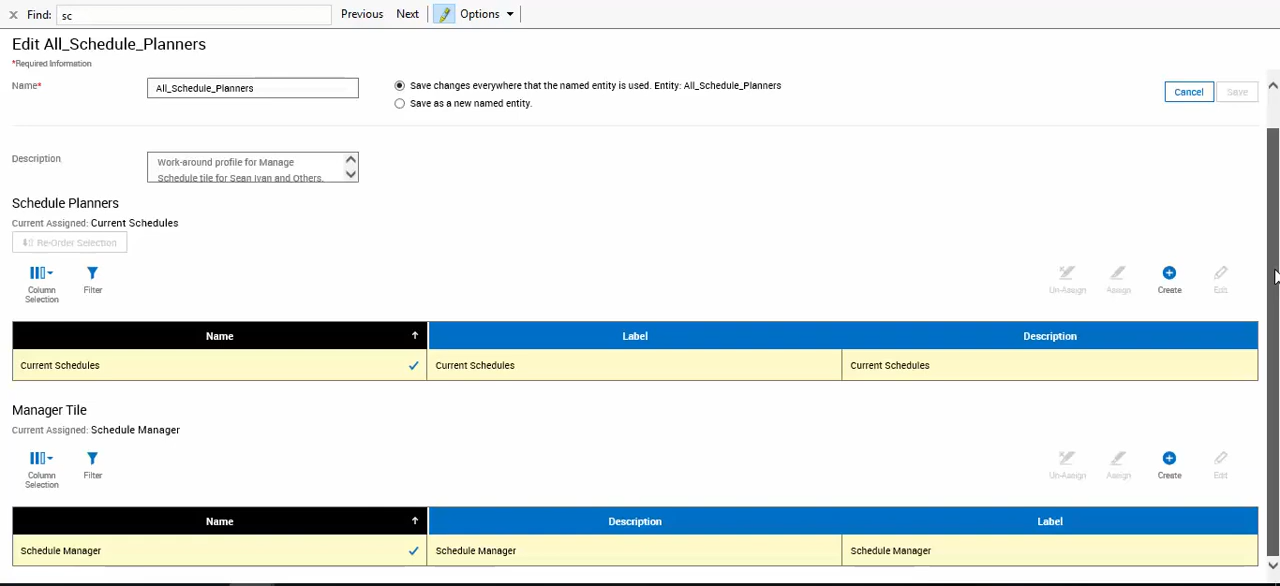 Find: sc Previous Next Options
Edit All_Schedule_Planners
*Required Information
Name* All_Schedule_Planners Save changes everywhere that the named entity is used. Entity: All_Schedule_Planners Cancel Save
Save as a new named entity.
Description Work-around profile for Manage
Schedule tile for Sean Ivan and Others.
Schedule Planners
Current Assigned: Current Schedules
Re-Order Selection
Column Selection Filter Un-Assign Assign Create Edit
Name Label Description
Current Schedules Current Schedules Current Schedules
Manager Tile
Current Assigned: Schedule Manager
Column Selection Filter Un-Assign Assign Create Edit
Name Description Label
Schedule Manager Schedule Manager Schedule Manager